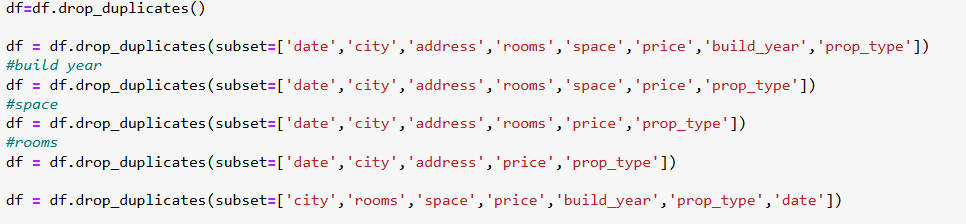 df=df.drop_duplicates()
df = df.drop_duplicates(subset=['date','city','address','rooms','space','price','build_year','prop_type'])
#build year
df = df.drop_duplicates(subset=['date','city','address','rooms','space','price','prop_type'])
#space
df = df.drop_duplicates(subset=['date','city','address','rooms','price','prop_type'])
#rooms
df = df.drop_duplicates(subset=['date','city','address','price','prop_type'])
df = df.drop_duplicates(subset=['city','rooms','space','price','build_year','prop_type','date'])